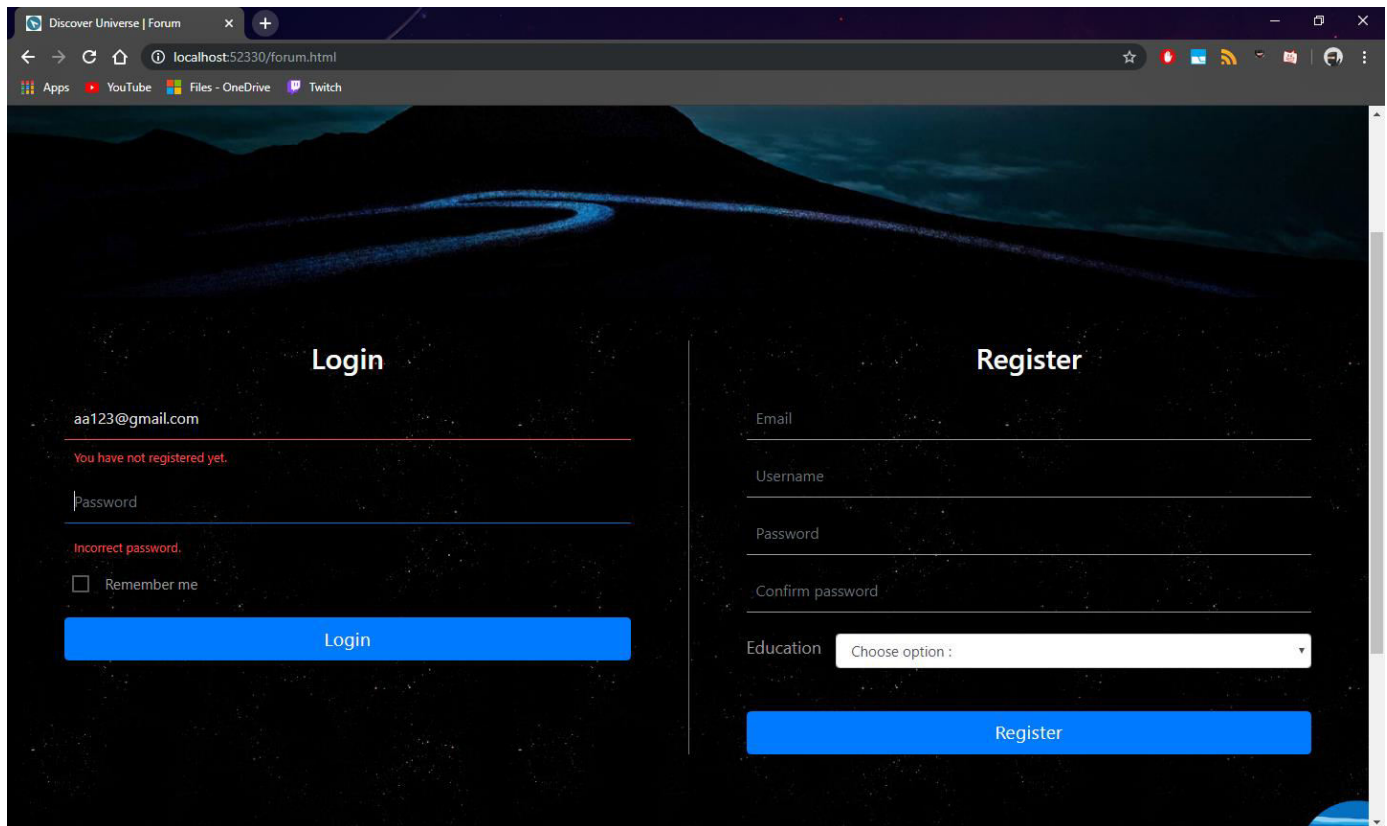 Discover Universe | Forum
localhost:52330/forum.html
Apps YouTube Files - OneDrive Twitch
Login
aa123@gmail.com
You have not registered yet.
Password
Incorrect password.
Remember me
Login
Register
Email
Username
Password
Confirm password
Education Choose option :
Register